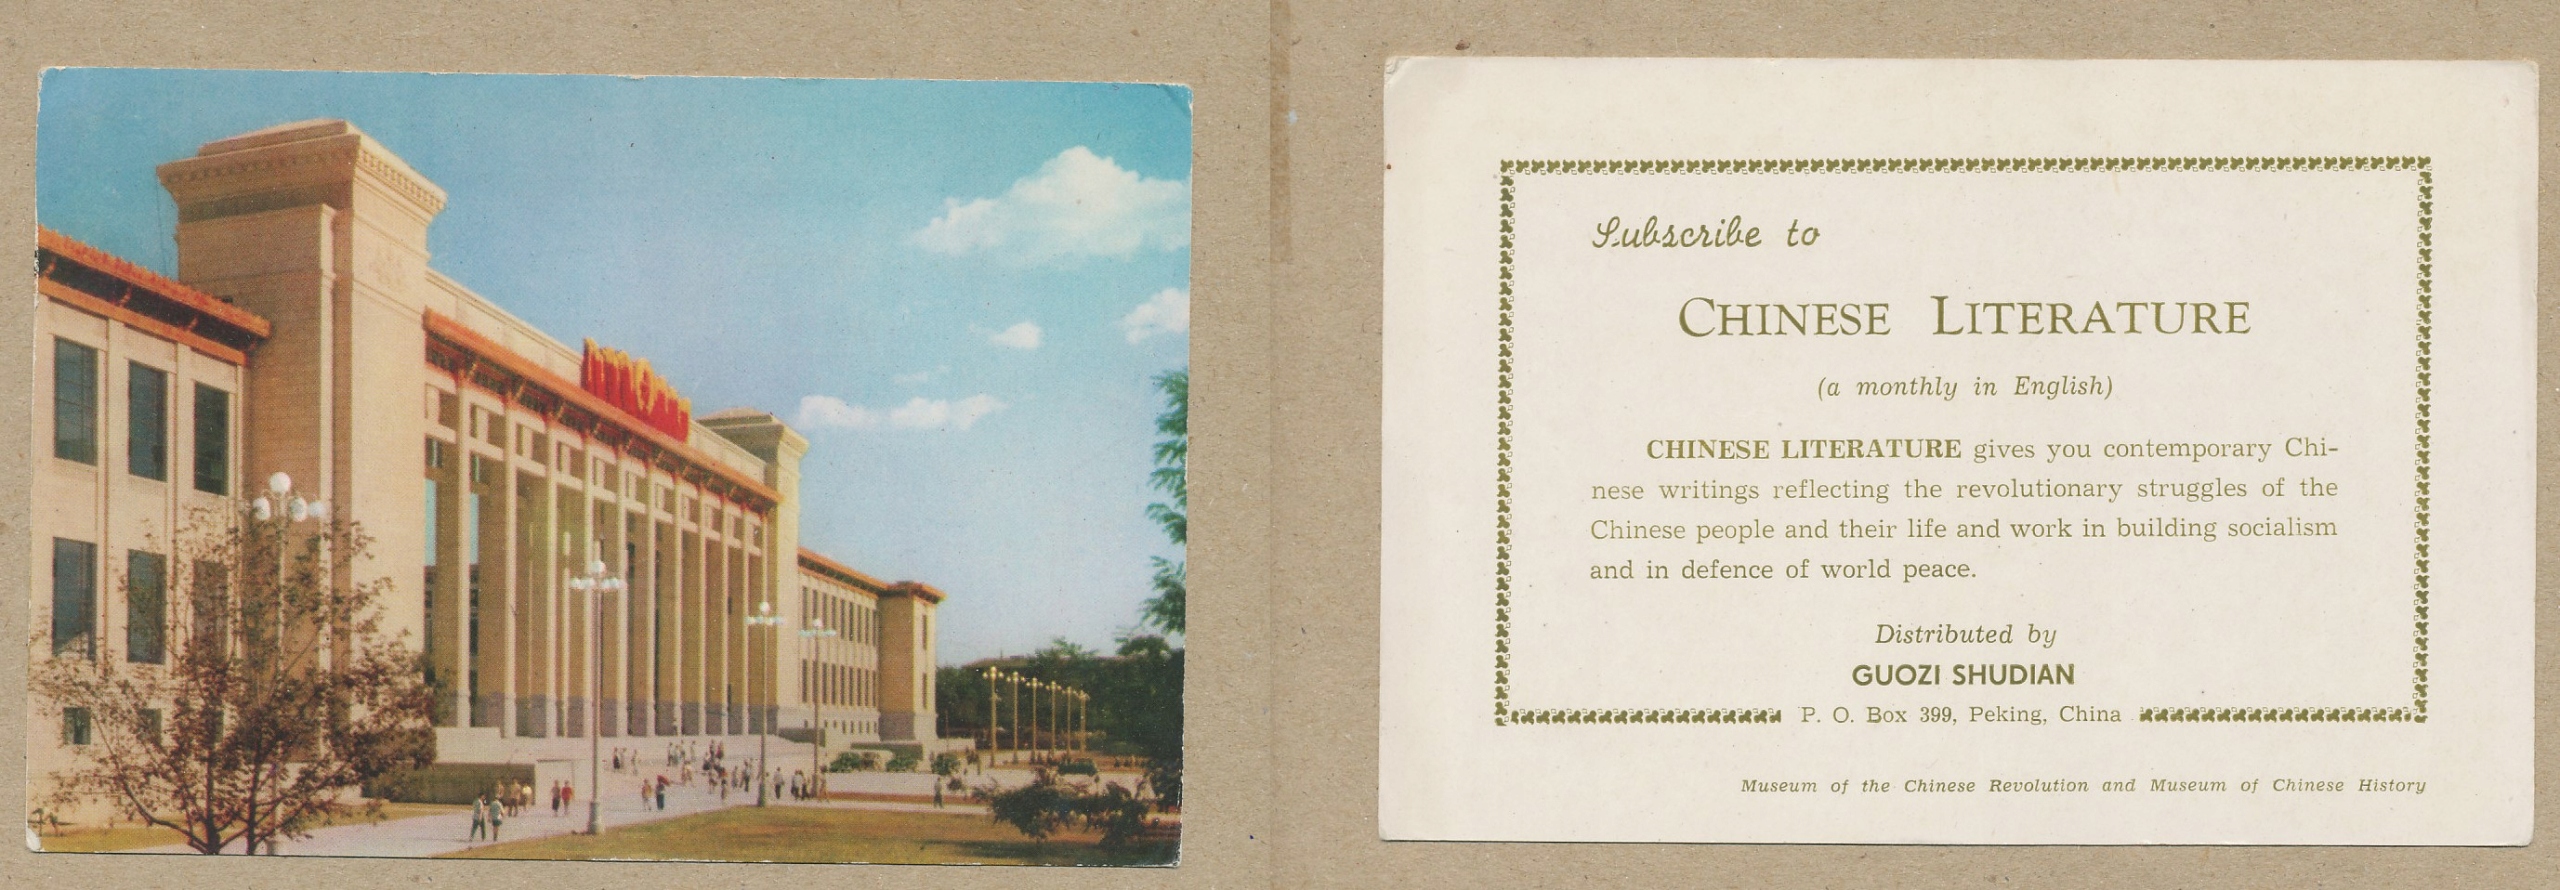 Subscribe to
CHINESE LITERATURE
(a monthly in English)
CHINESE LITERATURE gives you contemporary Chi-
nese writings reflecting the revolutionary struggles of the
Chinese people and their life and work in building socialism
and in defence of world peace.
Distributed by
GUOZI SHUDIAN
P. O. Box 399, Peking, China
Museum of the Chinese Revolution and Museum of Chinese History